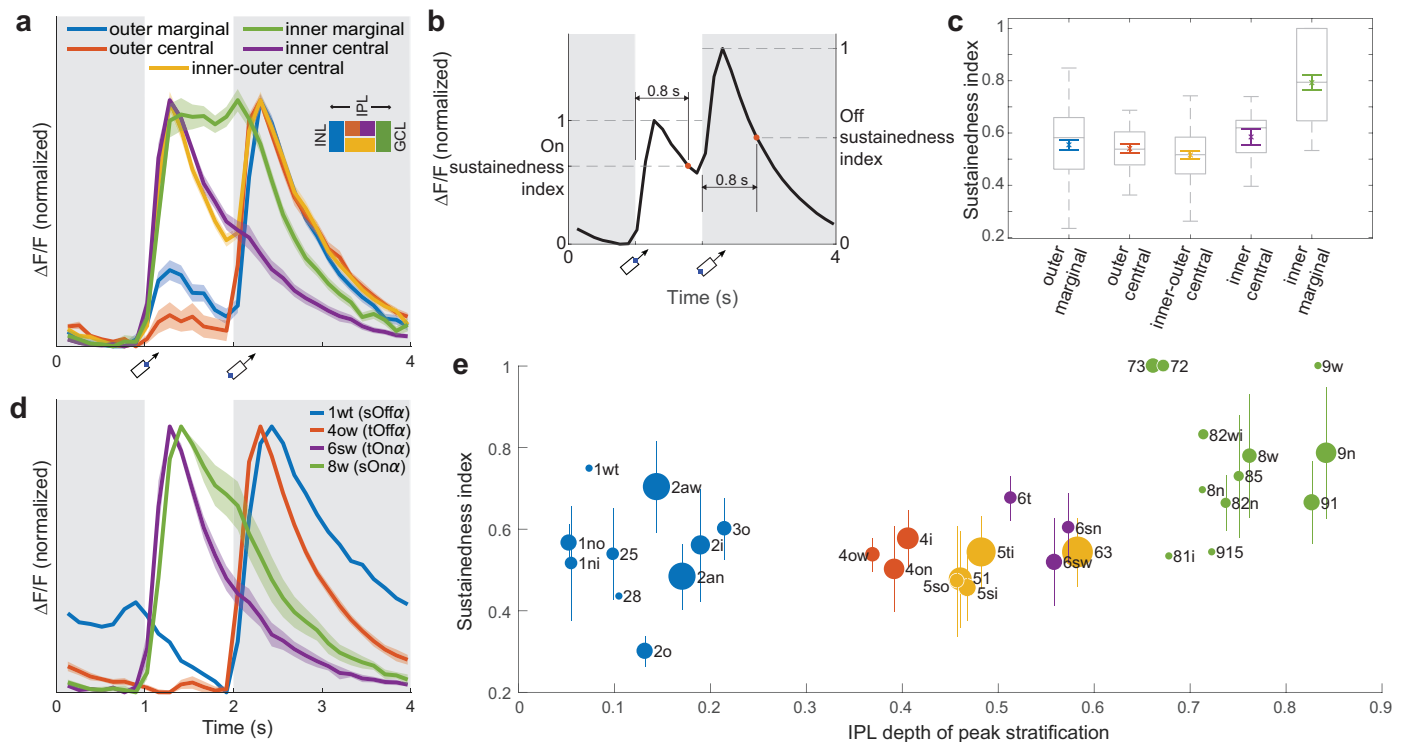 a
outer marginal
inner marginal
outer central
inner central
inner-outer central
ΔF/F (normalized)
IPL
INL
GCL
0
4
b
ΔF/F (normalized)
1
On
sustainedness
index
0
0.8 s
0.8 s
1
Off
sustainedness
index
0
0
4
Time (s)
c
Sustainedness index
1
0.8
0.6
0.4
0.2
outer marginal
outer central
inner-outer central
inner central
inner marginal
d
ΔF/F (normalized)
1wt (sOffα)
4ow (tOffα)
6sw (tOnα)
8w (sOnα)
0
1
2
3
4
Time (s)
e
Sustainedness index
1
0.8
0.6
0.4
0.2
73
72
9w
82wi
8w
9n
1wt
2aw
85
8n
82n
91
6t
3o
1no
25
2i
4i
6sn
4ow
5ti
63
1ni
2an
4on
51
6sw
81i
915
28
5so
5si
2o
0
0.1
0.2
0.3
0.4
0.5
0.6
0.7
0.8
0.9
IPL depth of peak stratification